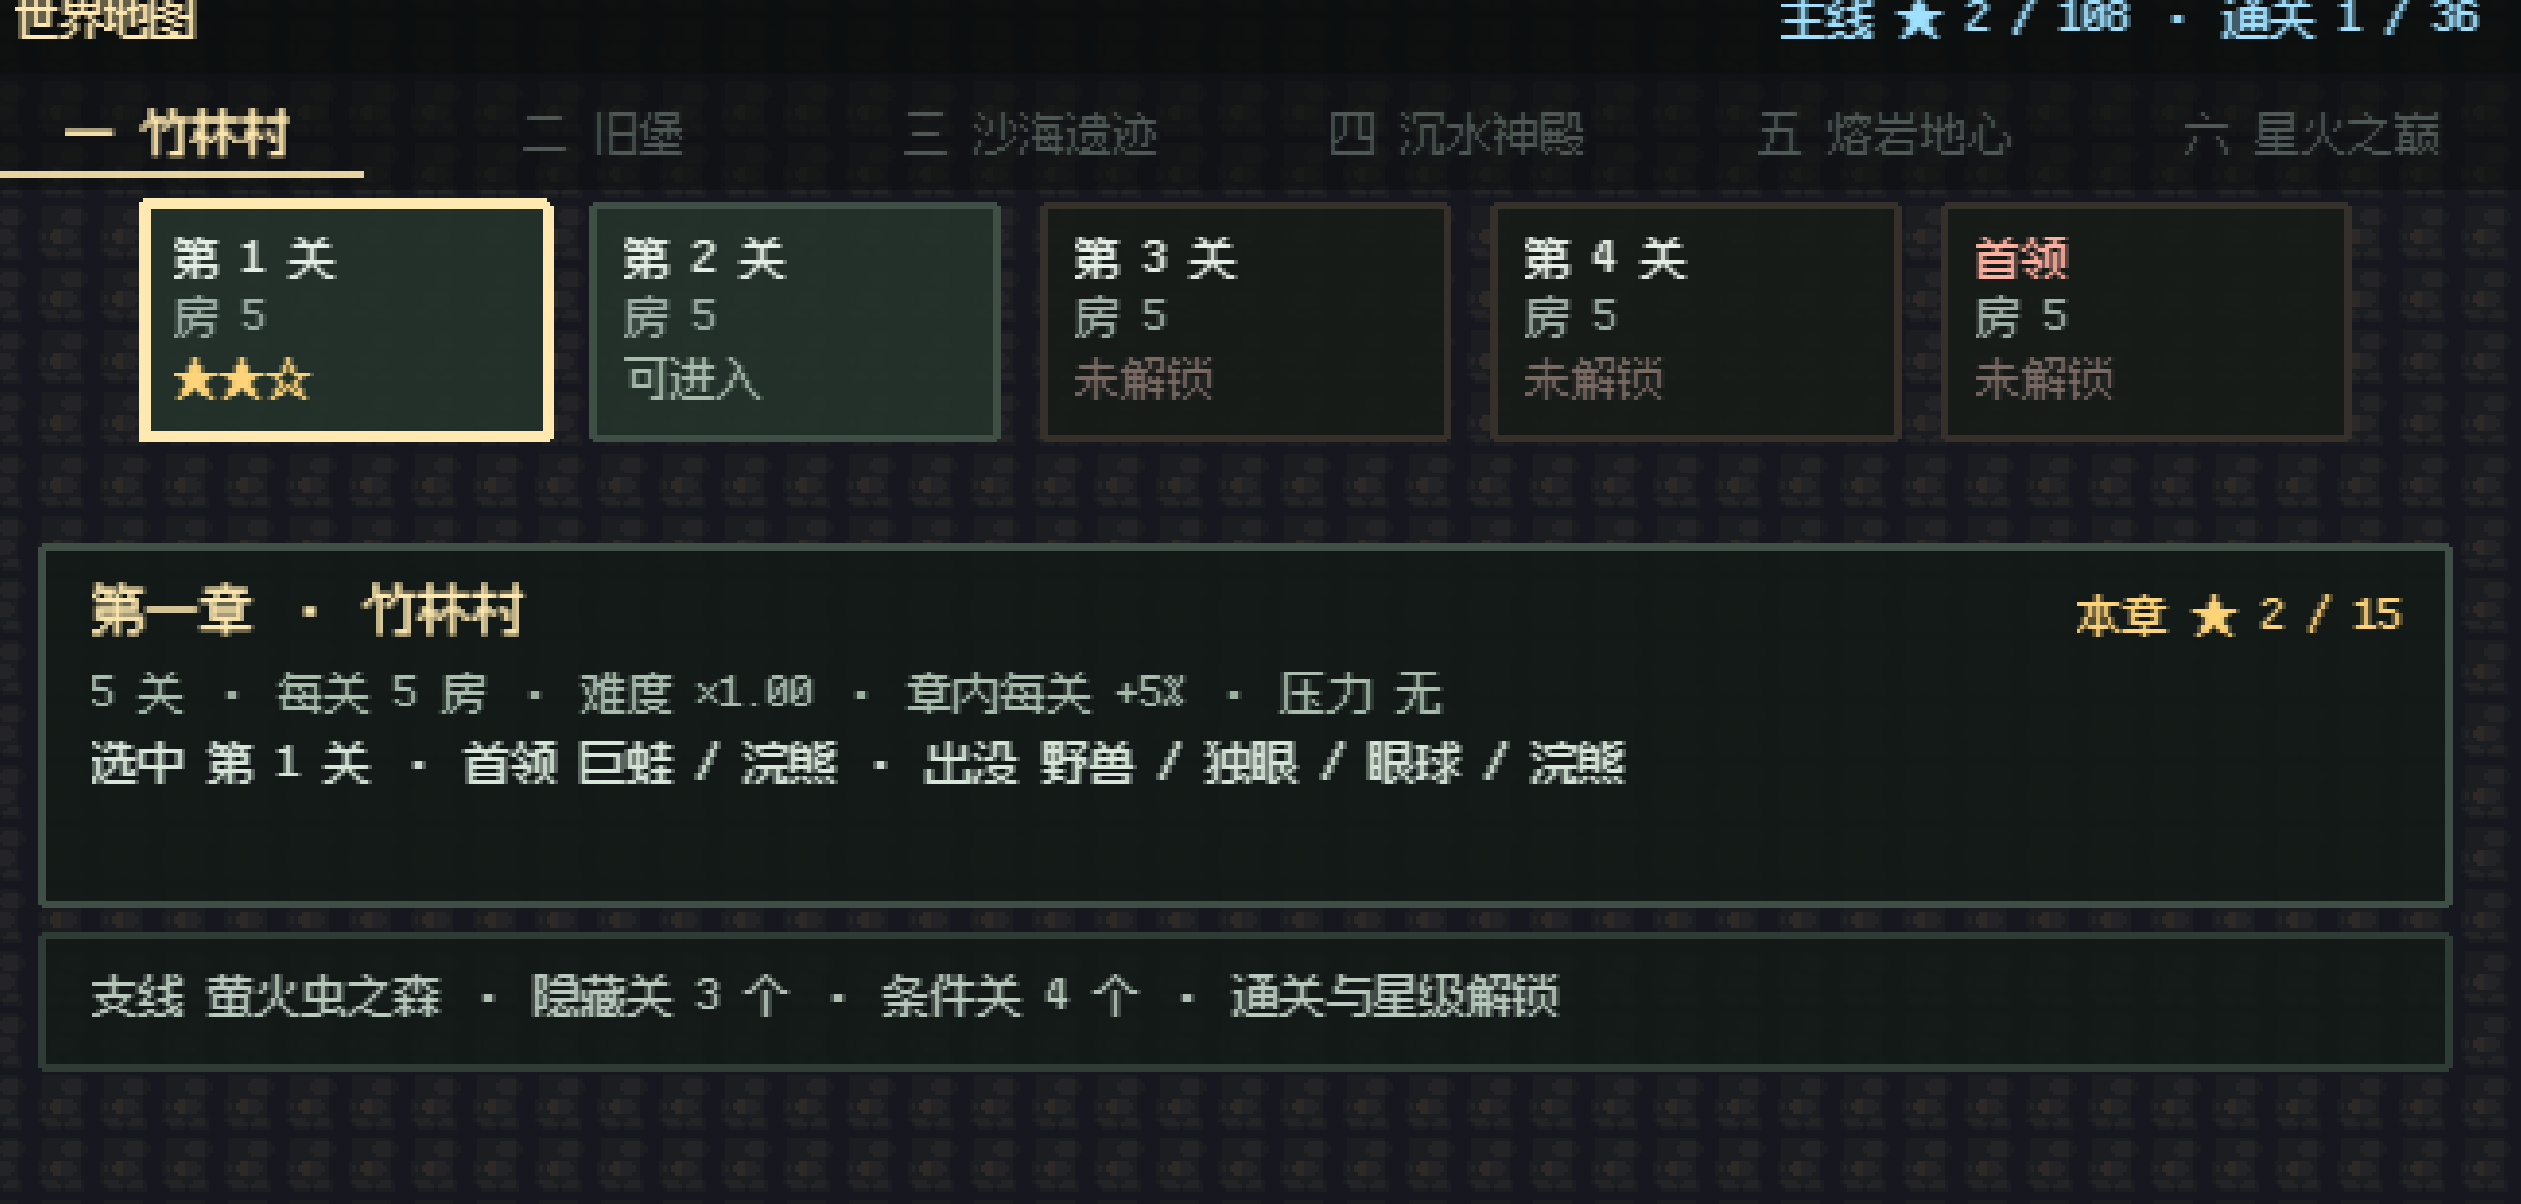 世界地图
主线 ★ 2 / 108 · 通关 1 / 36
一 竹林村 二 旧堡 三 沙海遗迹 四 沉水神殿 五 熔岩地心 六 星火之巅
第 1 关
房 5
★★☆
第 2 关
房 5
可进入
第 3 关
房 5
未解锁
第 4 关
房 5
未解锁
首领
房 5
未解锁
第一章 · 竹林村
本章 ★ 2 / 15
5 关 · 每关 5 房 · 难度 ×1.00 · 章内每关 +5% · 压力 无
选中 第 1 关 · 首领 巨蛙 / 浣熊 · 出没 野兽 / 独眼 / 眼球 / 浣熊
支线 萤火虫之森 · 隐藏关 3 个 · 条件关 4 个 · 通关与星级解锁